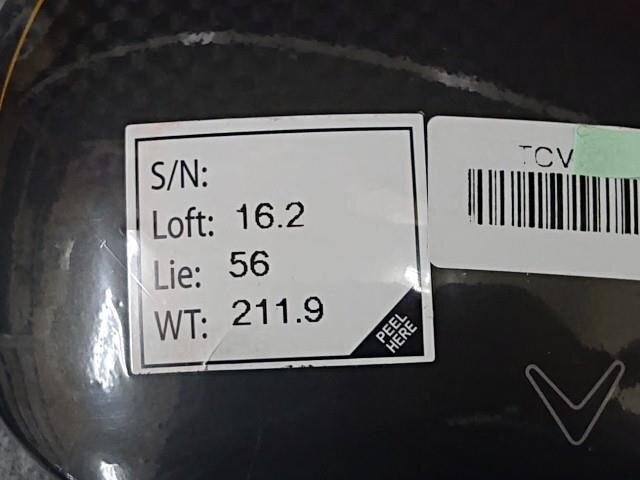 S/N:
Loft: 16.2
Lie: 56
WT: 211.9
PEEL
HERE
TCV